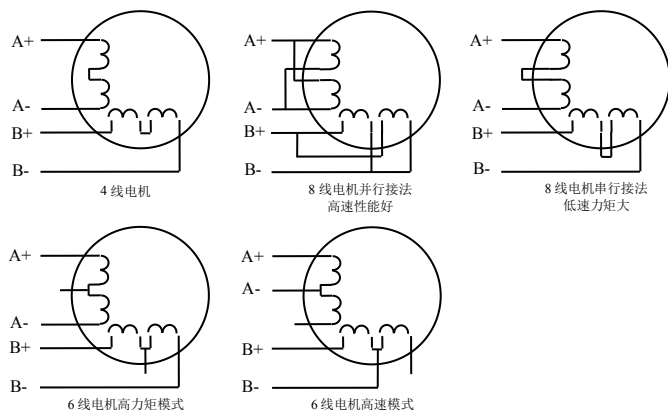 A+
A-
B+
B-
4 线电机
A+
A-
B+
B-
8 线电机并行接法
高速性能好
A+
A-
B+
B-
8 线电机串行接法
低速力矩大
A+
A-
B+
B-
6 线电机高力矩模式
A+
A-
B+
B-
6 线电机高速模式